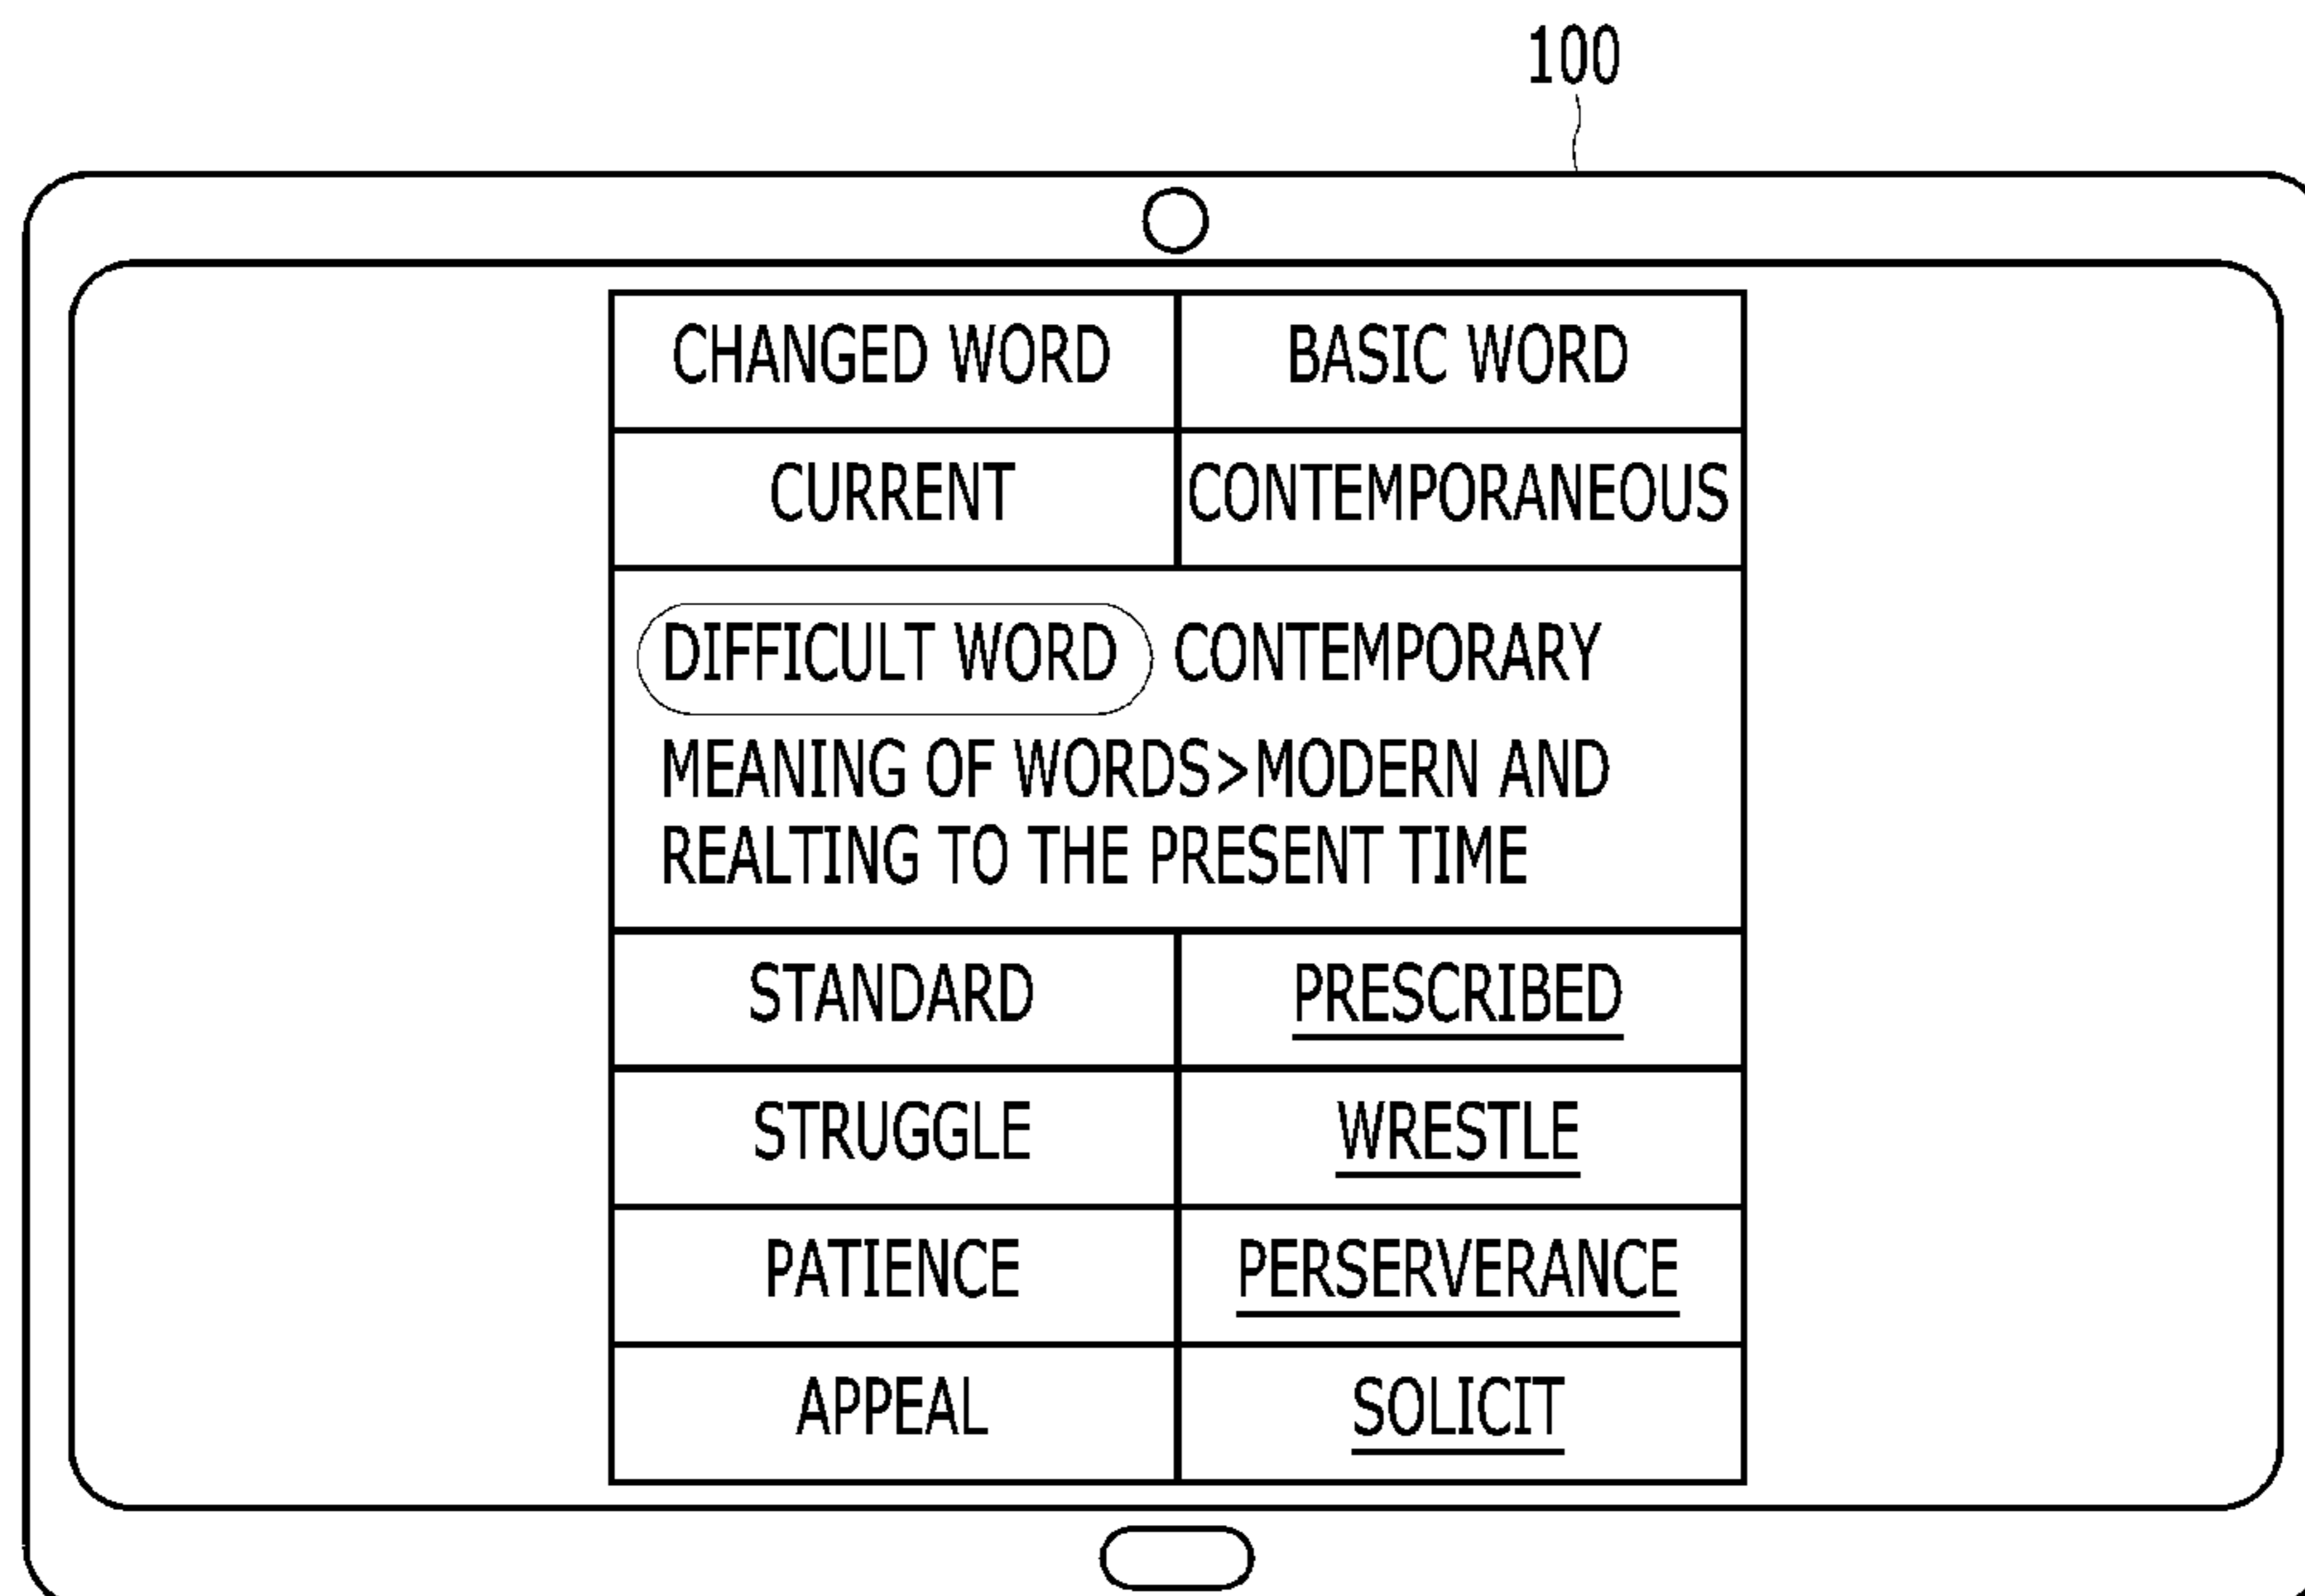 100
CHANGED WORD BASIC WORD
CURRENT CONTEMPORANEOUS
DIFFICULT WORD CONTEMPORARY
MEANING OF WORDS>MODERN AND
REALTING TO THE PRESENT TIME
STANDARD PRESCRIBED
STRUGGLE WRESTLE
PATIENCE PERSERVERANCE
APPEAL SOLICIT